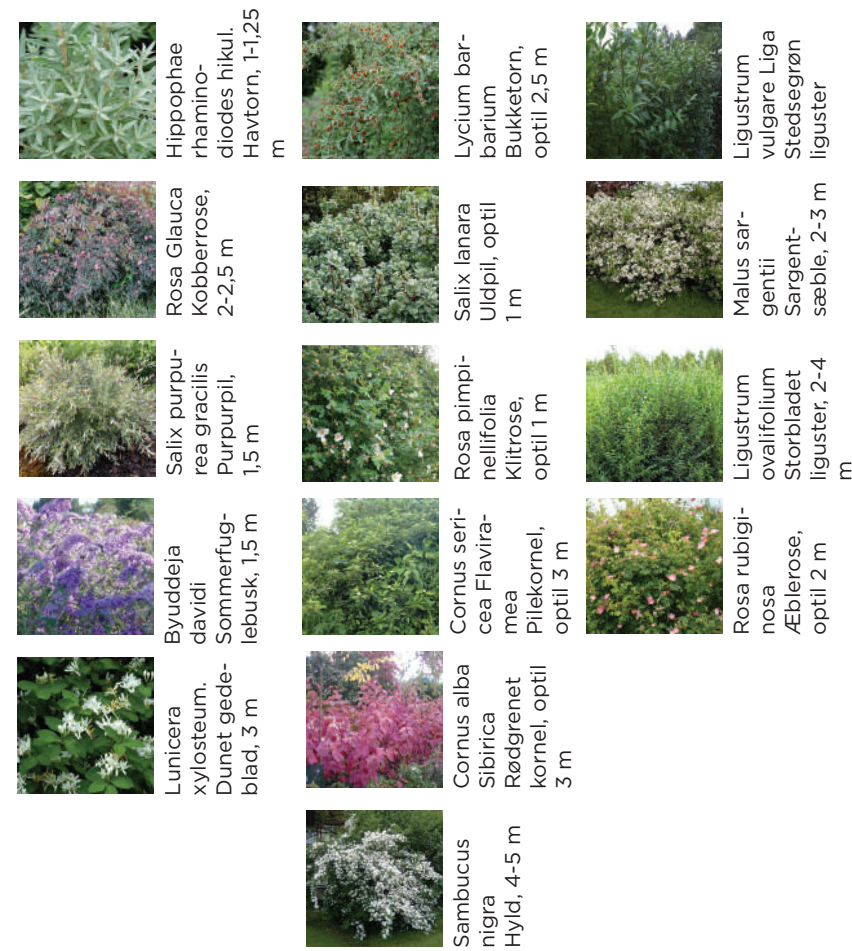 Lunicera
xylosteum.
Dunet gede-
blad, 3 m
Byuddeja
davidi
Sommerfug-
lebusk, 1,5 m
Salix purpu-
rea gracilis
Purpurpil,
1,5 m
Rosa Glauca
Kobberrose,
2-2,5 m
Hippophae
rhamino-
diodes hikul.
Havtorn, 1-1,25
m
Sambucus
nigra
Hyld, 4-5 m
Cornus alba
Sibirica
Rødgrenet
kornel, optil
3 m
Cornus seri-
cea Flavira-
mea
Pilekornel,
optil 3 m
Rosa pimpi-
nellifolia
Klitrose,
optil 1 m
Salix lanara
Uldpil, optil
1 m
Lycium bar-
barium
Bukketorn,
optil 2,5 m
Rosa rubigi-
nosa
Æblerose,
optil 2 m
Ligustrum
ovalifolium
Storbladet
liguster, 2-4
m
Malus sar-
gentii
Sargent-
sæble, 2-3 m
Ligustrum
vulgare Liga
Stedsegrøn
liguster